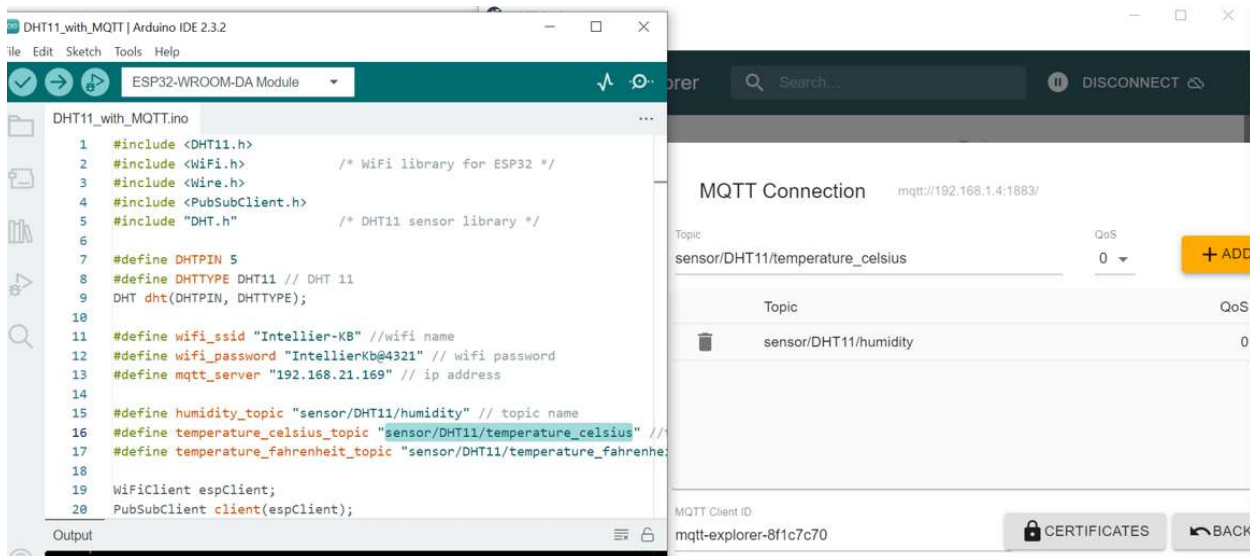 DHT11_with_MQTT | Arduino IDE 2.3.2
File Edit Sketch Tools Help
ESP32-WROOM-DA Module
DHT11_with_MQTT.ino
1 #include <DHT11.h>
2 #include <WiFi.h> /* WiFi library for ESP32 */
3 #include <Wire.h>
4 #include <PubSubClient.h>
5 #include "DHT.h" /* DHT11 sensor library */
6
7 #define DHTPIN 5
8 #define DHTTYPE DHT11 // DHT 11
9 DHT dht(DHTPIN, DHTTYPE);
10
11 #define wifi_ssid "Intellier-KB" //wifi name
12 #define wifi_password "IntellierKb@4321" // wifi password
13 #define mqtt_server "192.168.21.169" // ip address
14
15 #define humidity_topic "sensor/DHT11/humidity" // topic name
16 #define temperature_celsius_topic "sensor/DHT11/temperature_celsius" //
17 #define temperature_fahrenheit_topic "sensor/DHT11/temperature_fahrenhei
18
19 WiFiClient espClient;
20 PubSubClient client(espClient);
Output
orer
Search...
DISCONNECT
MQTT Connection mqtt://192.168.1.4:1883/
Topic QoS
sensor/DHT11/temperature_celsius 0 + ADD
Topic QoS
sensor/DHT11/humidity 0
MQTT Client ID
mqtt-explorer-8f1c7c70 CERTIFICATES BACK